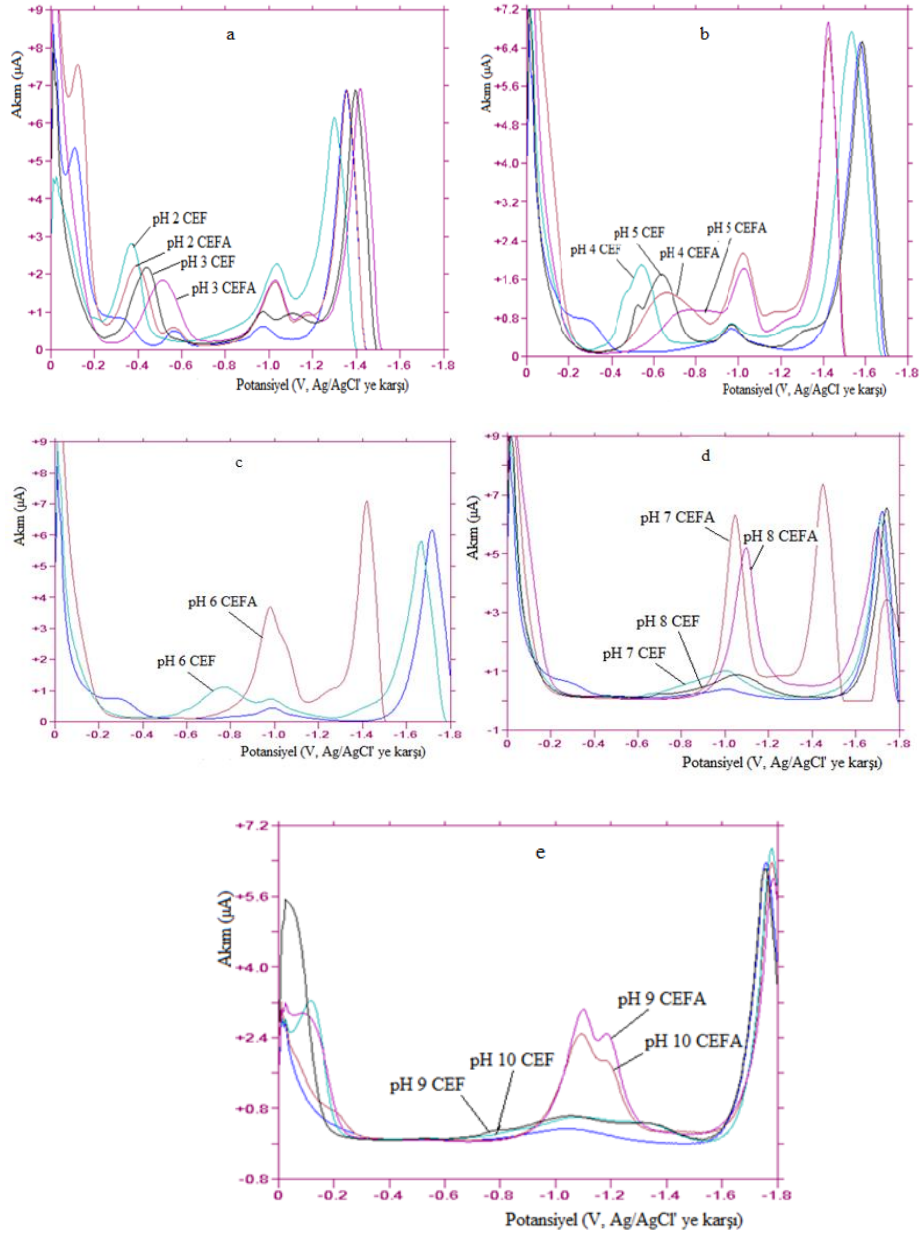 a
+9
+8
+7
+6
+5
+4
+3
+2
+1
0
Akım (µA)
pH 2 CEF
pH 2 CEFA
pH 3 CEF
pH 3 CEFA
0 -0.2 -0.4 -0.6 -0.8 -1.0 -1.2 -1.4 -1.6 -1.8
Potansiyel (V, Ag/AgCl' ye karşı)
b
+7.2
+6.4
+5.6
+4.8
+4.0
+3.2
+2.4
+1.6
+0.8
0
Akım (µA)
pH 4 CEF
pH 5 CEF
pH 4 CEFA
pH 5 CEFA
0 -0.2 -0.4 -0.6 -0.8 -1.0 -1.2 -1.4 -1.6 -1.8
Potansiyel (V, Ag/AgCl' ye karşı)
c
+9
+8
+7
+6
+5
+4
+3
+2
+1
0
Akım (µA)
pH 6 CEFA
pH 6 CEF
0 -0.2 -0.4 -0.6 -0.8 -1.0 -1.2 -1.4 -1.6 -1.8
Potansiyel (V, Ag/AgCl' ye karşı)
d
+9
+7
+5
+3
+1
-1
Akım (µA)
pH 7 CEFA
pH 8 CEFA
pH 8 CEF
pH 7 CEF
0 -0.2 -0.4 -0.6 -0.8 -1.0 -1.2 -1.4 -1.6 -1.8
Potansiyel (V, Ag/AgCl' ye karşı)
e
+7.2
+5.6
+4.0
+2.4
+0.8
-0.8
Akım (µA)
pH 9 CEFA
pH 10 CEFA
pH 10 CEF
pH 9 CEF
0 -0.2 -0.4 -0.6 -0.8 -1.0 -1.2 -1.4 -1.6 -1.8
Potansiyel (V, Ag/AgCl' ye karşı)